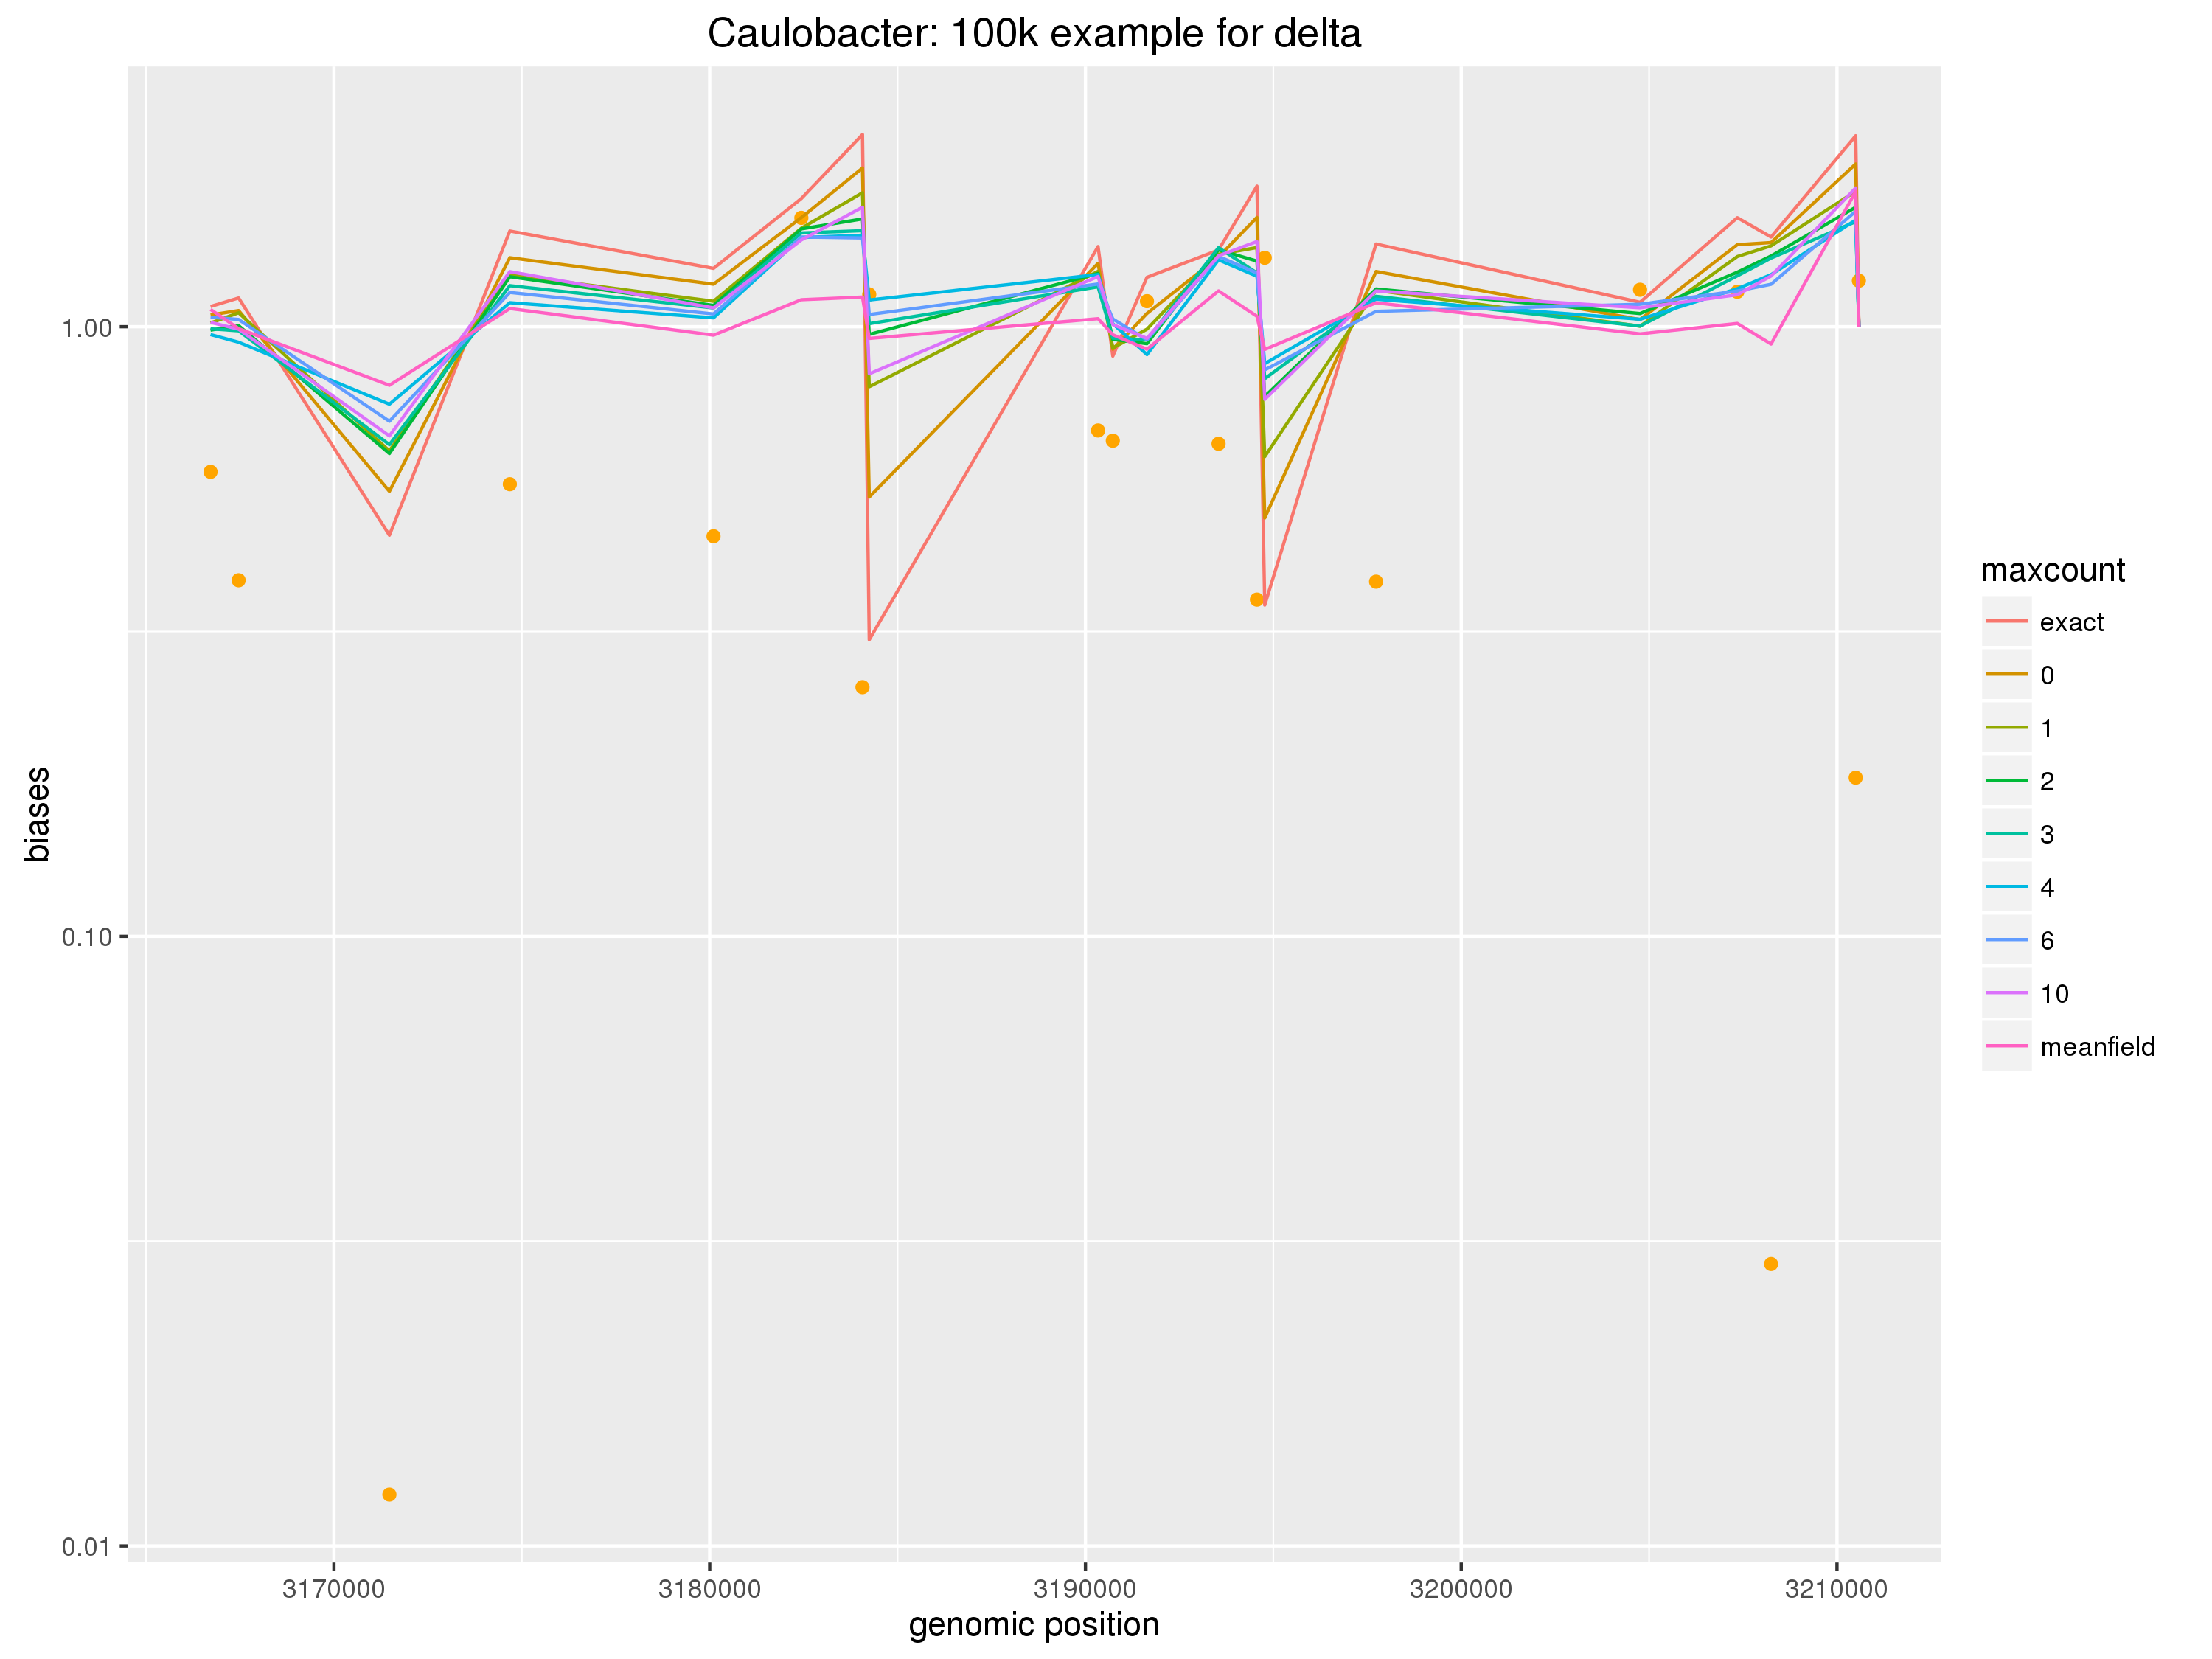 Caulobacter: 100k example for delta
biases
1.00
0.10
0.01
3170000
3180000
3190000
3200000
3210000
genomic position
maxcount
exact
0
1
2
3
4
6
10
meanfield